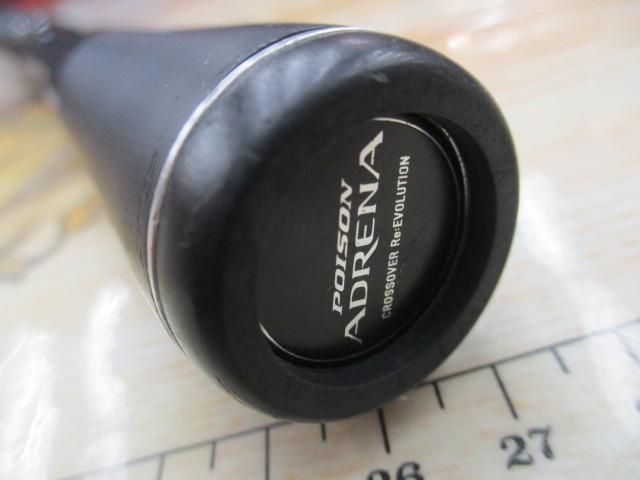 POISON
ADRENA
CROSSOVER Re:EVOLUTION
26 27